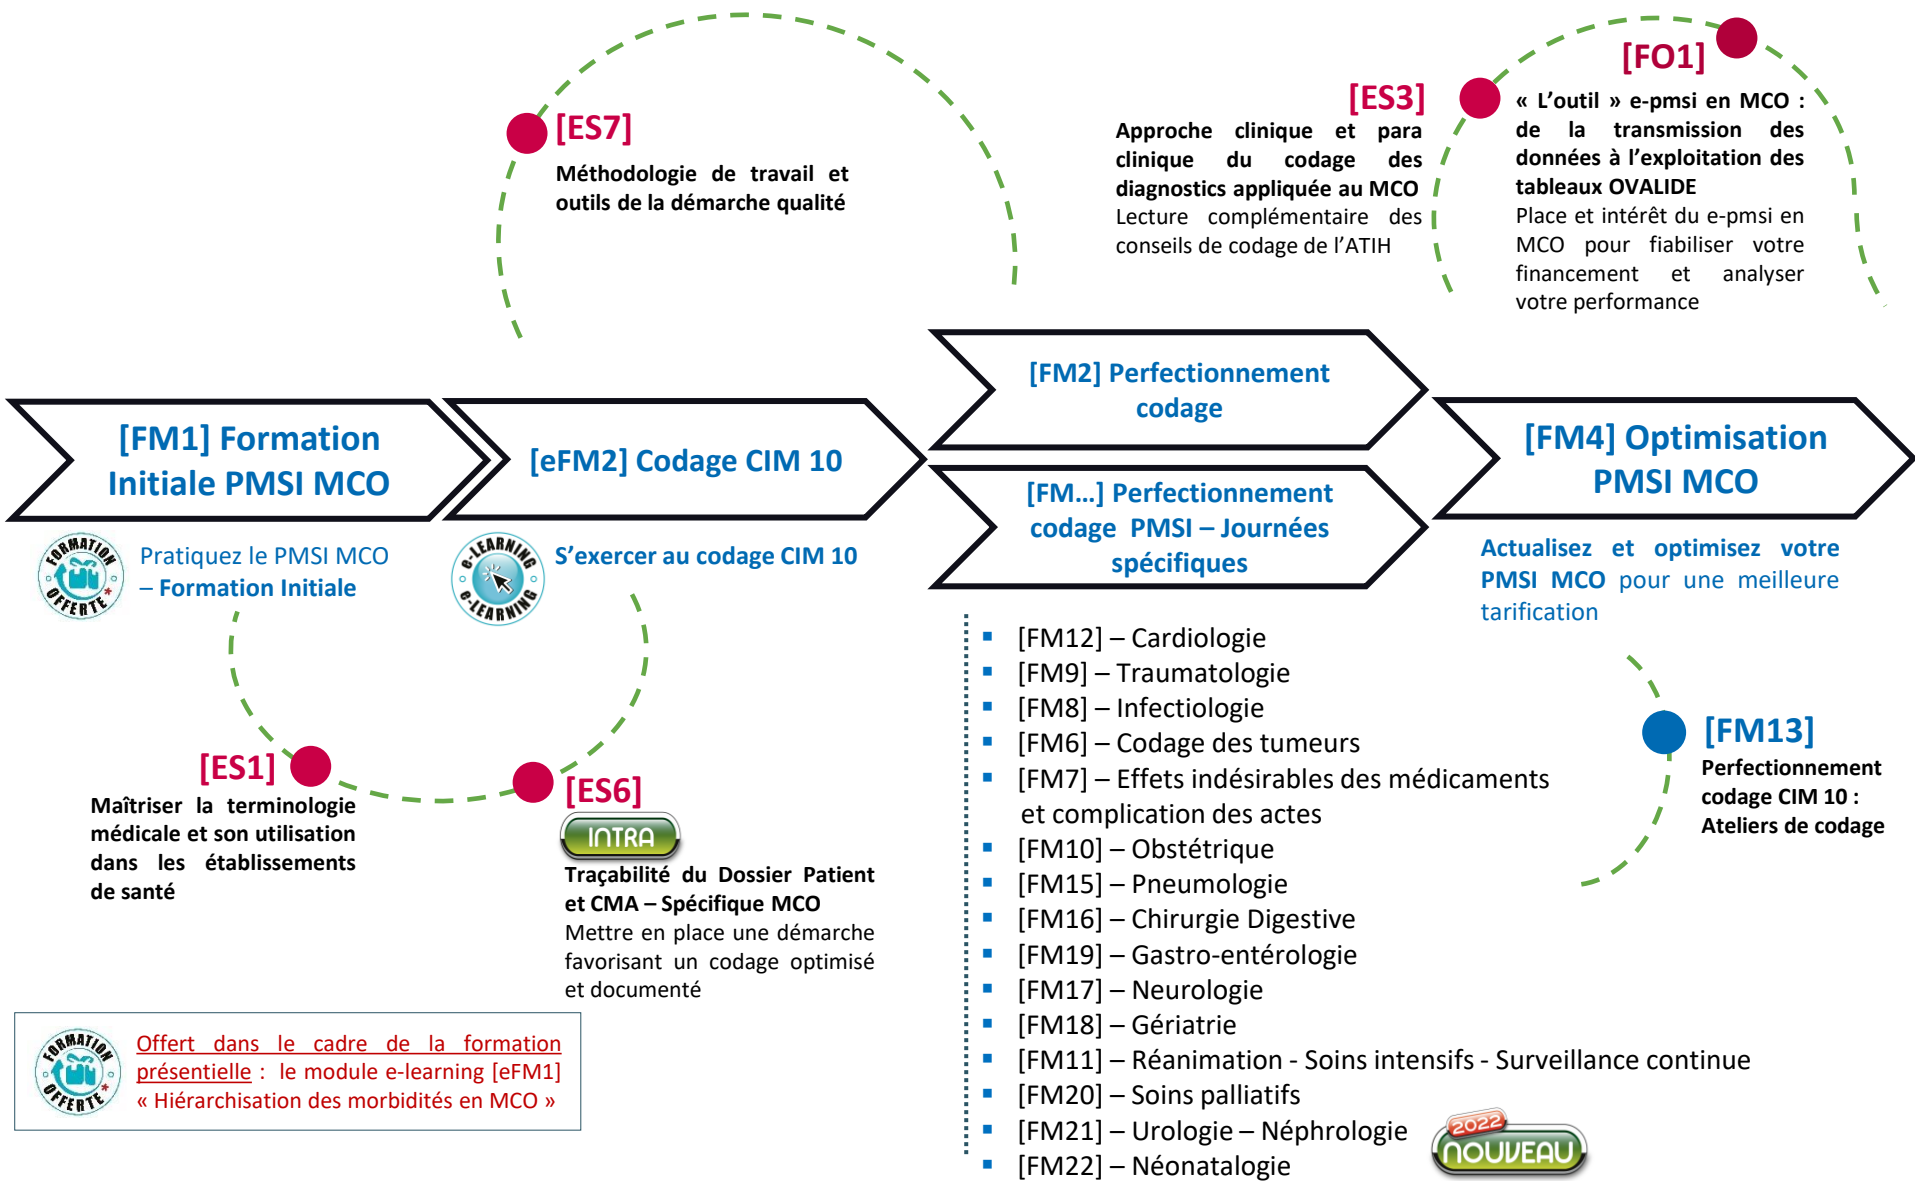 [ES7]
Méthodologie de travail et
outils de la démarche qualité
[ES3]
Approche clinique et para
clinique du codage des
diagnostics appliquée au MCO
Lecture complémentaire des
conseils de codage de l'ATIH
[FO1]
« L'outil » e-pmsi en MCO :
de la transmission des
données à l'exploitation des
tableaux OVALIDE
Place et intérêt du e-pmsi en
MCO pour fiabiliser votre
financement et analyser
votre performance
[FM1] Formation
Initiale PMSI MCO
[eFM2] Codage CIM 10
[FM2] Perfectionnement
codage
[FM...] Perfectionnement
codage PMSI – Journées
spécifiques
[FM4] Optimisation
PMSI MCO
FORMATION
OFFERTE*
Pratiquez le PMSI MCO
– Formation Initiale
e-LEARNING
e-LEARNING
S'exercer au codage CIM 10
Actualisez et optimisez votre
PMSI MCO pour une meilleure
tarification
[ES1]
Maîtriser la terminologie
médicale et son utilisation
dans les établissements
de santé
[ES6]
INTRA
Traçabilité du Dossier Patient
et CMA – Spécifique MCO
Mettre en place une démarche
favorisant un codage optimisé
et documenté
[FM12] – Cardiologie
[FM9] – Traumatologie
[FM8] – Infectiologie
[FM6] – Codage des tumeurs
[FM7] – Effets indésirables des médicaments
et complication des actes
[FM10] – Obstétrique
[FM15] – Pneumologie
[FM16] – Chirurgie Digestive
[FM19] – Gastro-entérologie
[FM17] – Neurologie
[FM18] – Gériatrie
[FM11] – Réanimation - Soins intensifs - Surveillance continue
[FM20] – Soins palliatifs
[FM21] – Urologie – Néphrologie
[FM22] – Néonatalogie
2022
NOUVEAU
[FM13]
Perfectionnement
codage CIM 10 :
Ateliers de codage
FORMATION
OFFERTE*
Offert dans le cadre de la formation
présentielle : le module e-learning [eFM1]
« Hiérarchisation des morbidités en MCO »